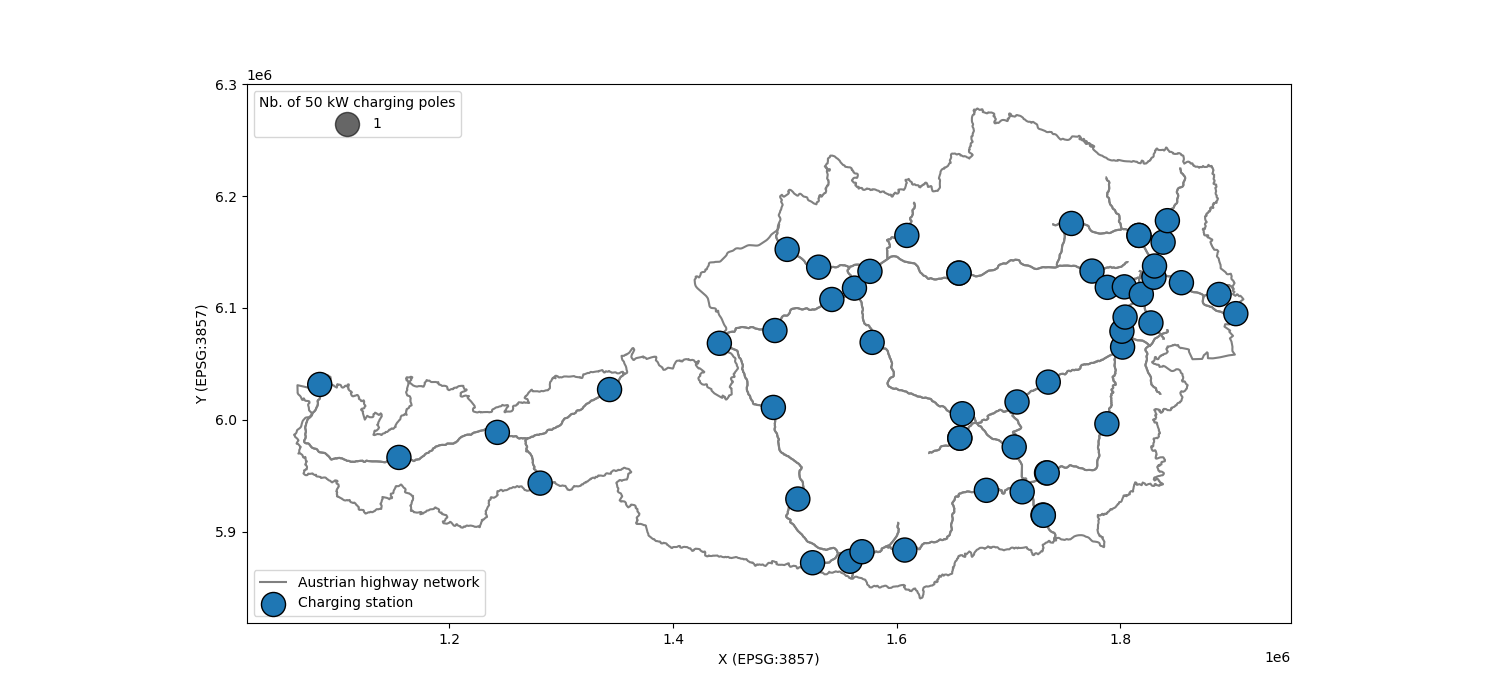 1e6
6.3
6.2
6.1
6.0
5.9
Y (EPSG:3857)
Nb. of 50 kW charging poles
1
Austrian highway network
Charging station
1.2
1.4
1.6
1.8
1e6
X (EPSG:3857)